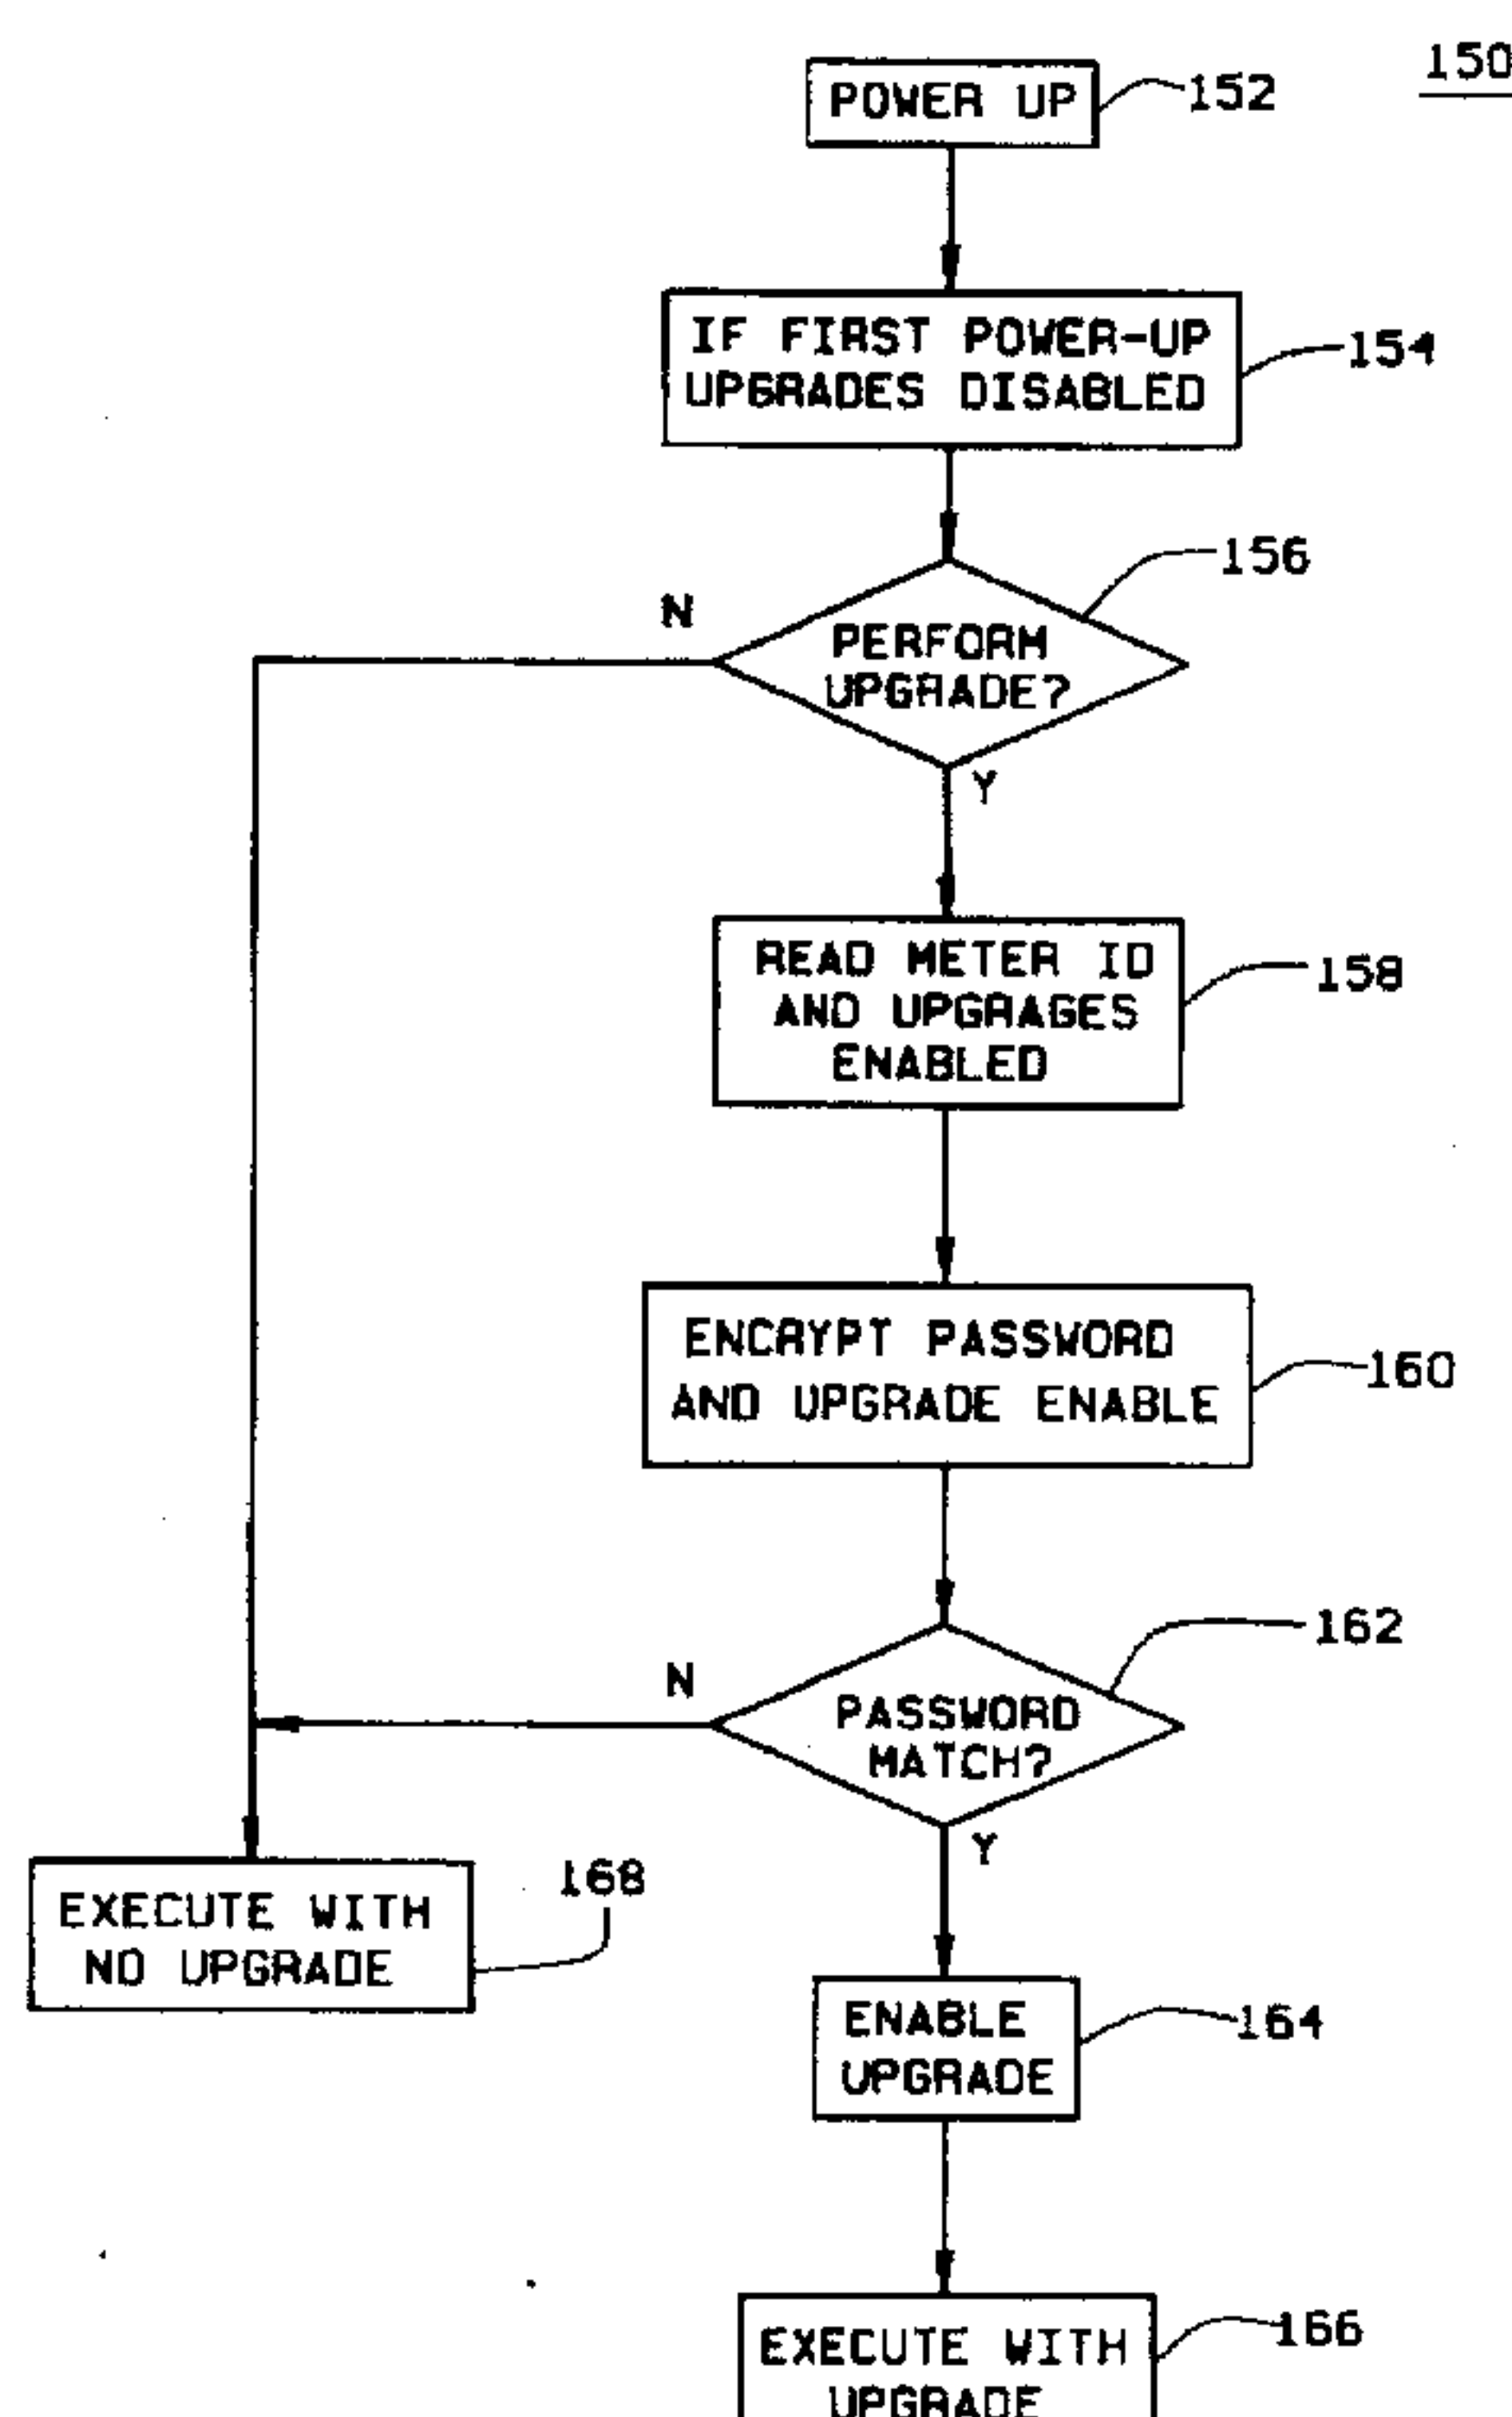 150
POWER UP
152
IF FIRST POWER-UP
UPGRADES DISABLED
154
156
N
PERFORM
UPGRADE?
Y
READ METER ID
AND UPGRAGES
ENABLED
158
ENCRYPT PASSWORD
AND UPGRADE ENABLE
160
162
N
PASSWORD
MATCH?
Y
168
EXECUTE WITH
NO UPGRADE
ENABLE
UPGRADE
164
EXECUTE WITH
UPGRADE
166